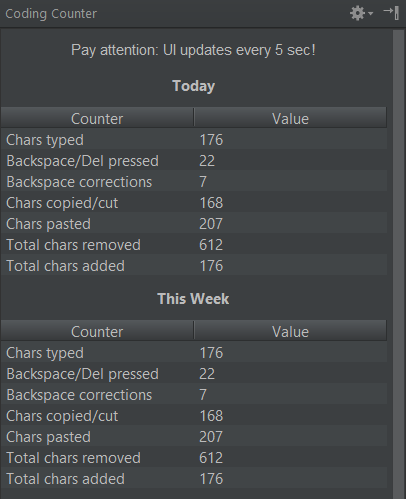 Coding Counter
Pay attention: UI updates every 5 sec!
Today
Counter Value
Chars typed 176
Backspace/Del pressed 22
Backspace corrections 7
Chars copied/cut 168
Chars pasted 207
Total chars removed 612
Total chars added 176
This Week
Counter Value
Chars typed 176
Backspace/Del pressed 22
Backspace corrections 7
Chars copied/cut 168
Chars pasted 207
Total chars removed 612
Total chars added 176